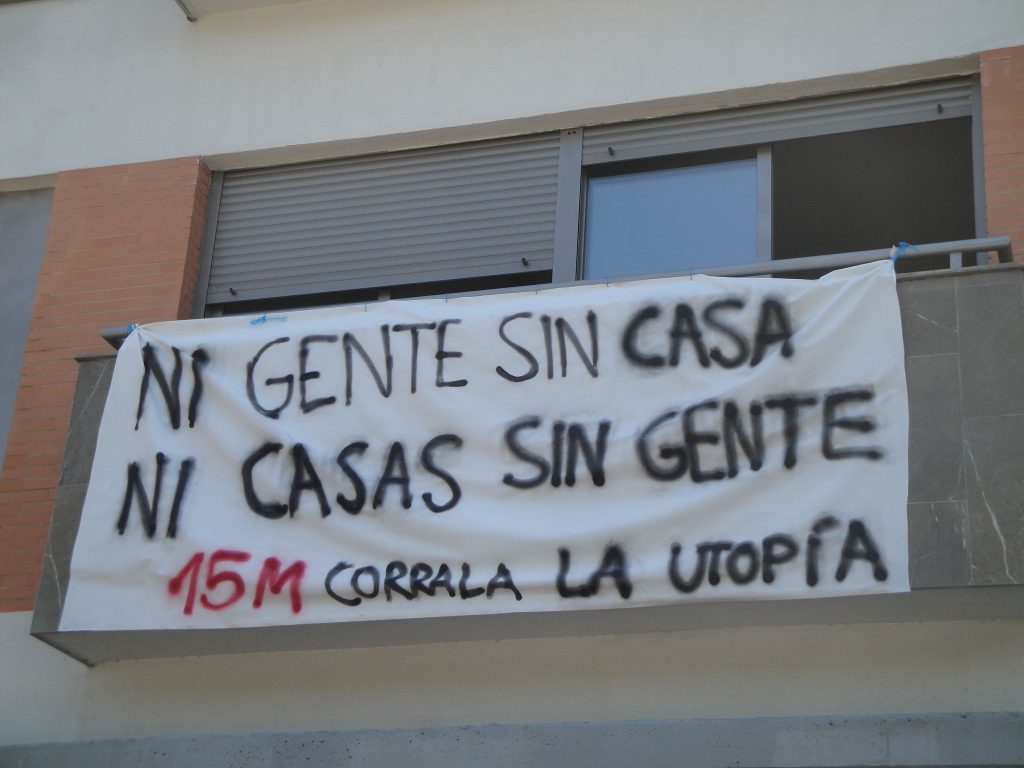 NI GENTE SIN CASA
NI CASAS SIN GENTE
15M CORRALA LA UTOPÍA